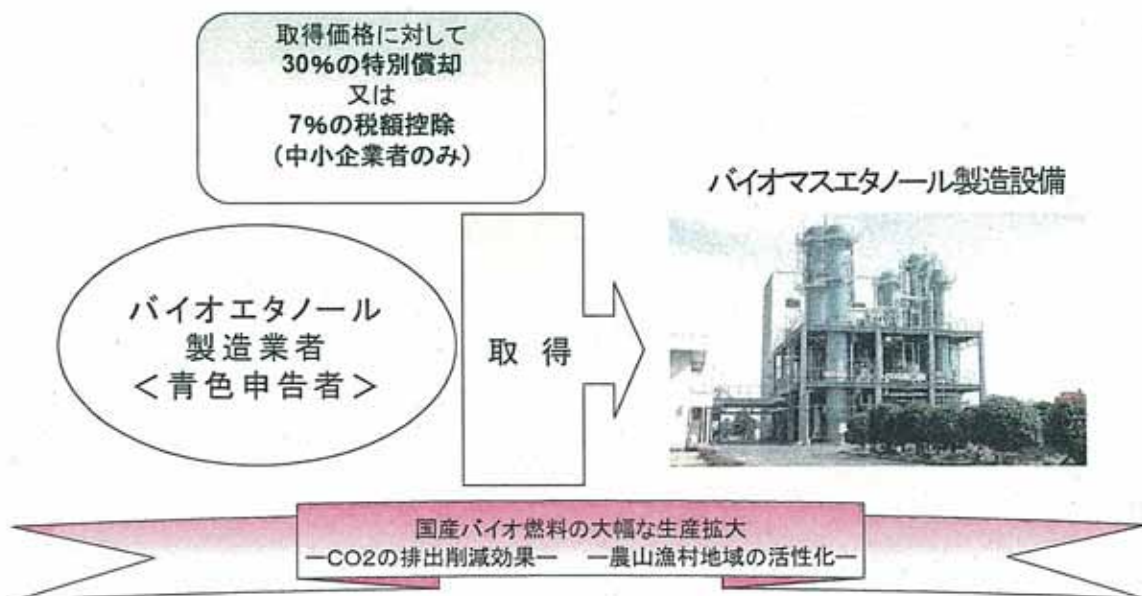 取得価格に対して
30%の特別償却
又は
7%の税額控除
(中小企業者のみ)
バイオマスエタノール製造設備
バイオエタノール
製造業者
<青色申告者>
取得
国産バイオ燃料の大幅な生産拡大
―CO2の排出削減効果― ―農山漁村地域の活性化―